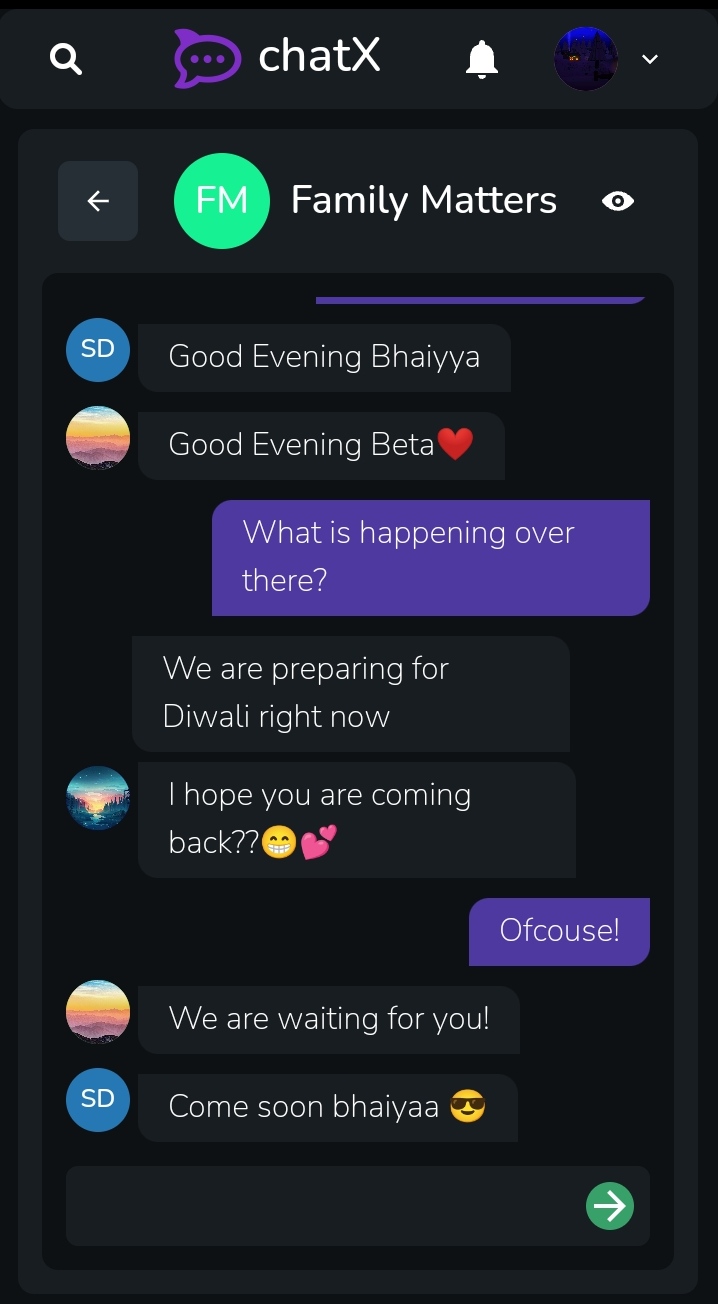 chatX
FM Family Matters
SD
Good Evening Bhaiyya
Good Evening Beta❤️
What is happening over
there?
We are preparing for
Diwali right now
I hope you are coming
back??😁💕
Ofcouse!
We are waiting for you!
SD
Come soon bhaiyaa 😎